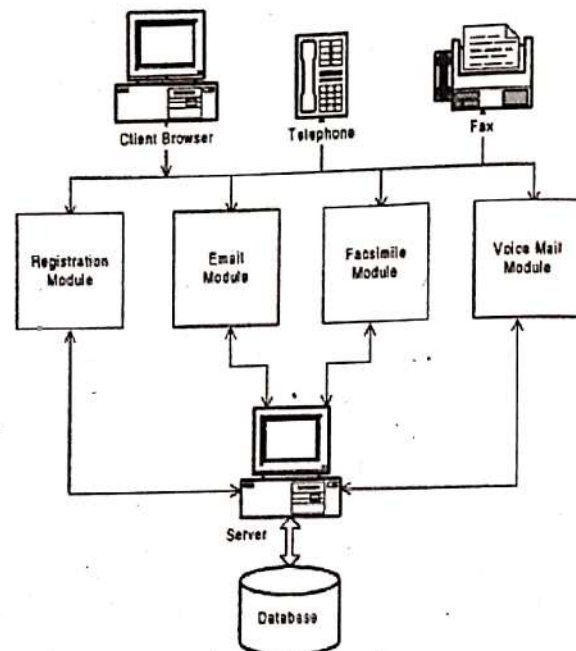 Client Browser
Telephone
Fax
Registration
Module
Email
Module
Facsimile
Module
Voice Mail
Module
Server
Database